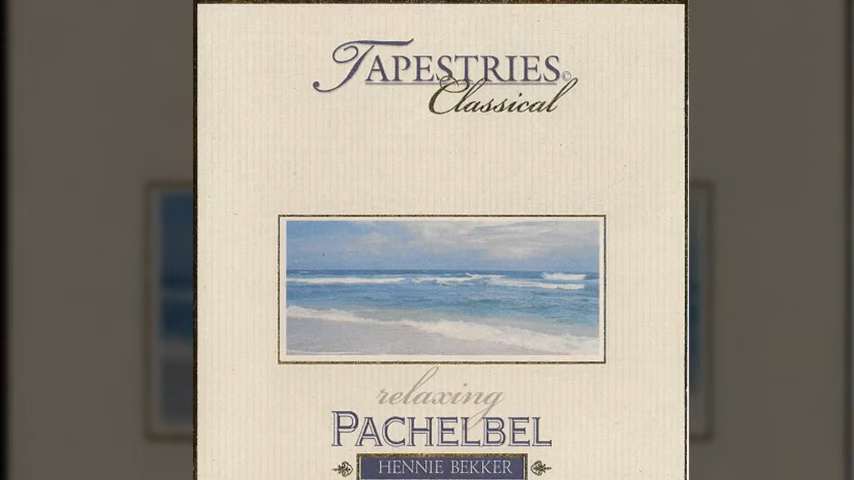 TAPESTRIES©
Classical
relaxing
PACHELBEL
HENNIE BEKKER